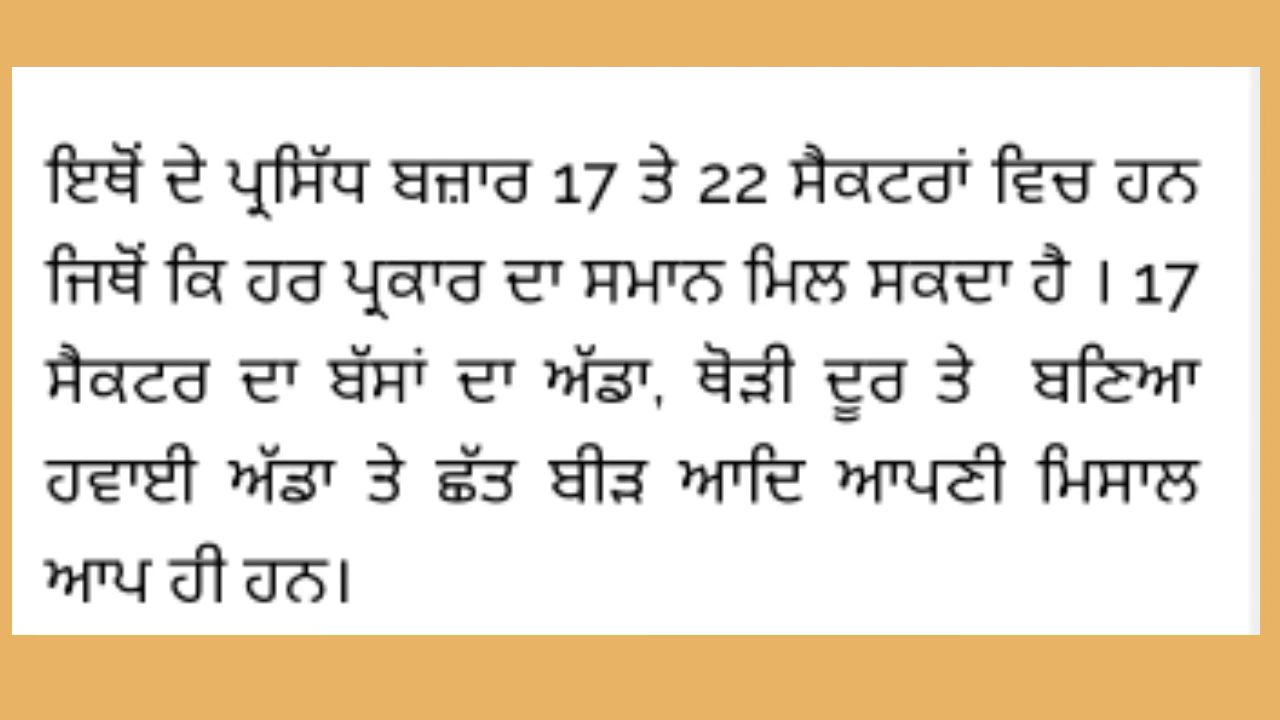 ਇਥੋਂ ਦੇ ਪ੍ਰਸਿੱਧ ਬਜ਼ਾਰ 17 ਤੇ 22 ਸੈਕਟਰਾਂ ਵਿਚ ਹਨ
ਜਿਥੋਂ ਕਿ ਹਰ ਪ੍ਰਕਾਰ ਦਾ ਸਮਾਨ ਮਿਲ ਸਕਦਾ ਹੈ । 17
ਸੈਕਟਰ ਦਾ ਬੱਸਾਂ ਦਾ ਅੱਡਾ, ਥੋੜੀ ਦੂਰ ਤੇ ਬਣਿਆ
ਹਵਾਈ ਅੱਡਾ ਤੇ ਛੱਤ ਬੀੜ ਆਦਿ ਆਪਣੀ ਮਿਸਾਲ
ਆਪ ਹੀ ਹਨ।